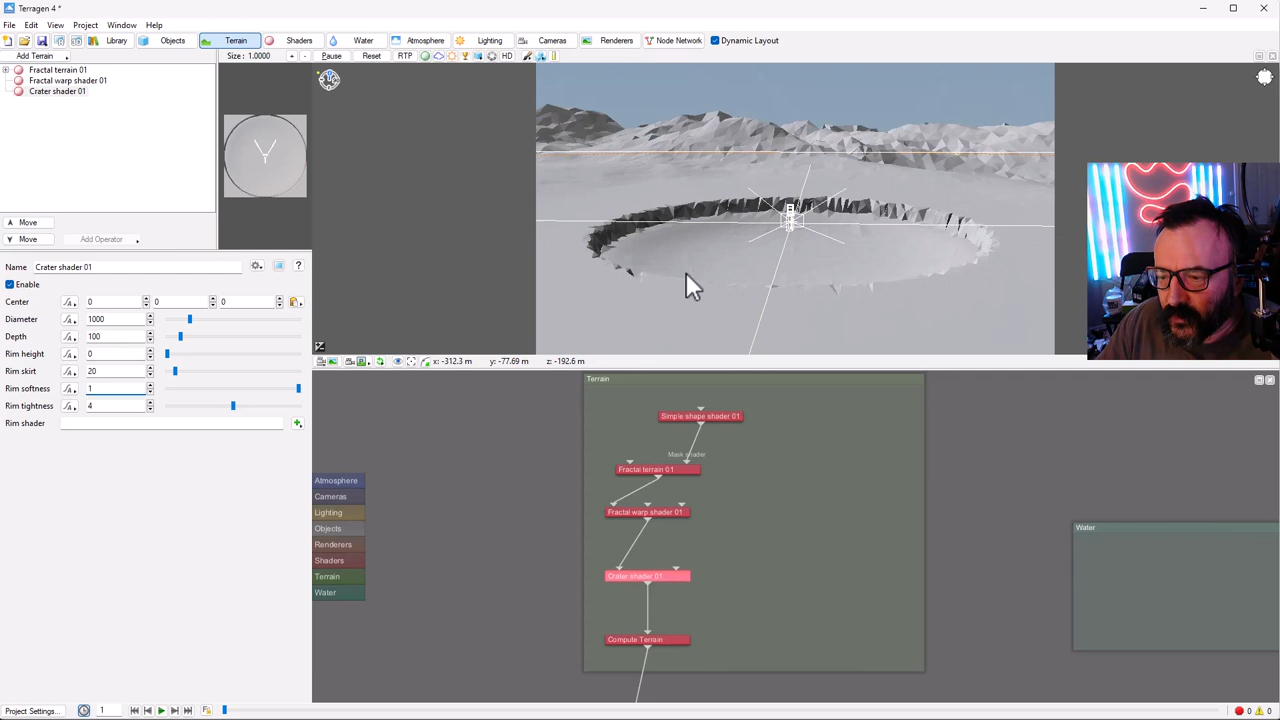 Terragen 4 *
File Edit View Project Window Help
Library Objects Terrain Shaders Water Atmosphere Lighting Cameras Renderers Node Network Dynamic Layout
Add Terrain Size : 1.0000 + - Pause Reset RTP HD
Fractal terrain 01
Fractal warp shader 01
Crater shader 01
Move
Move Add Operator
Name Crater shader 01
Enable
Center 0 0 0
Diameter 1000
Depth 100
Rim height 0
Rim skirt 20
Rim softness 1
Rim tightness 4
Rim shader
x: -312.3 m y: -77.69 m z: -192.6 m
Terrain
Simple shape shader 01
Mask shader
Fractal terrain 01
Fractal warp shader 01
Crater shader 01
Compute Terrain
Water
Atmosphere
Cameras
Lighting
Objects
Renderers
Shaders
Terrain
Water
Project Settings... 1 0 0